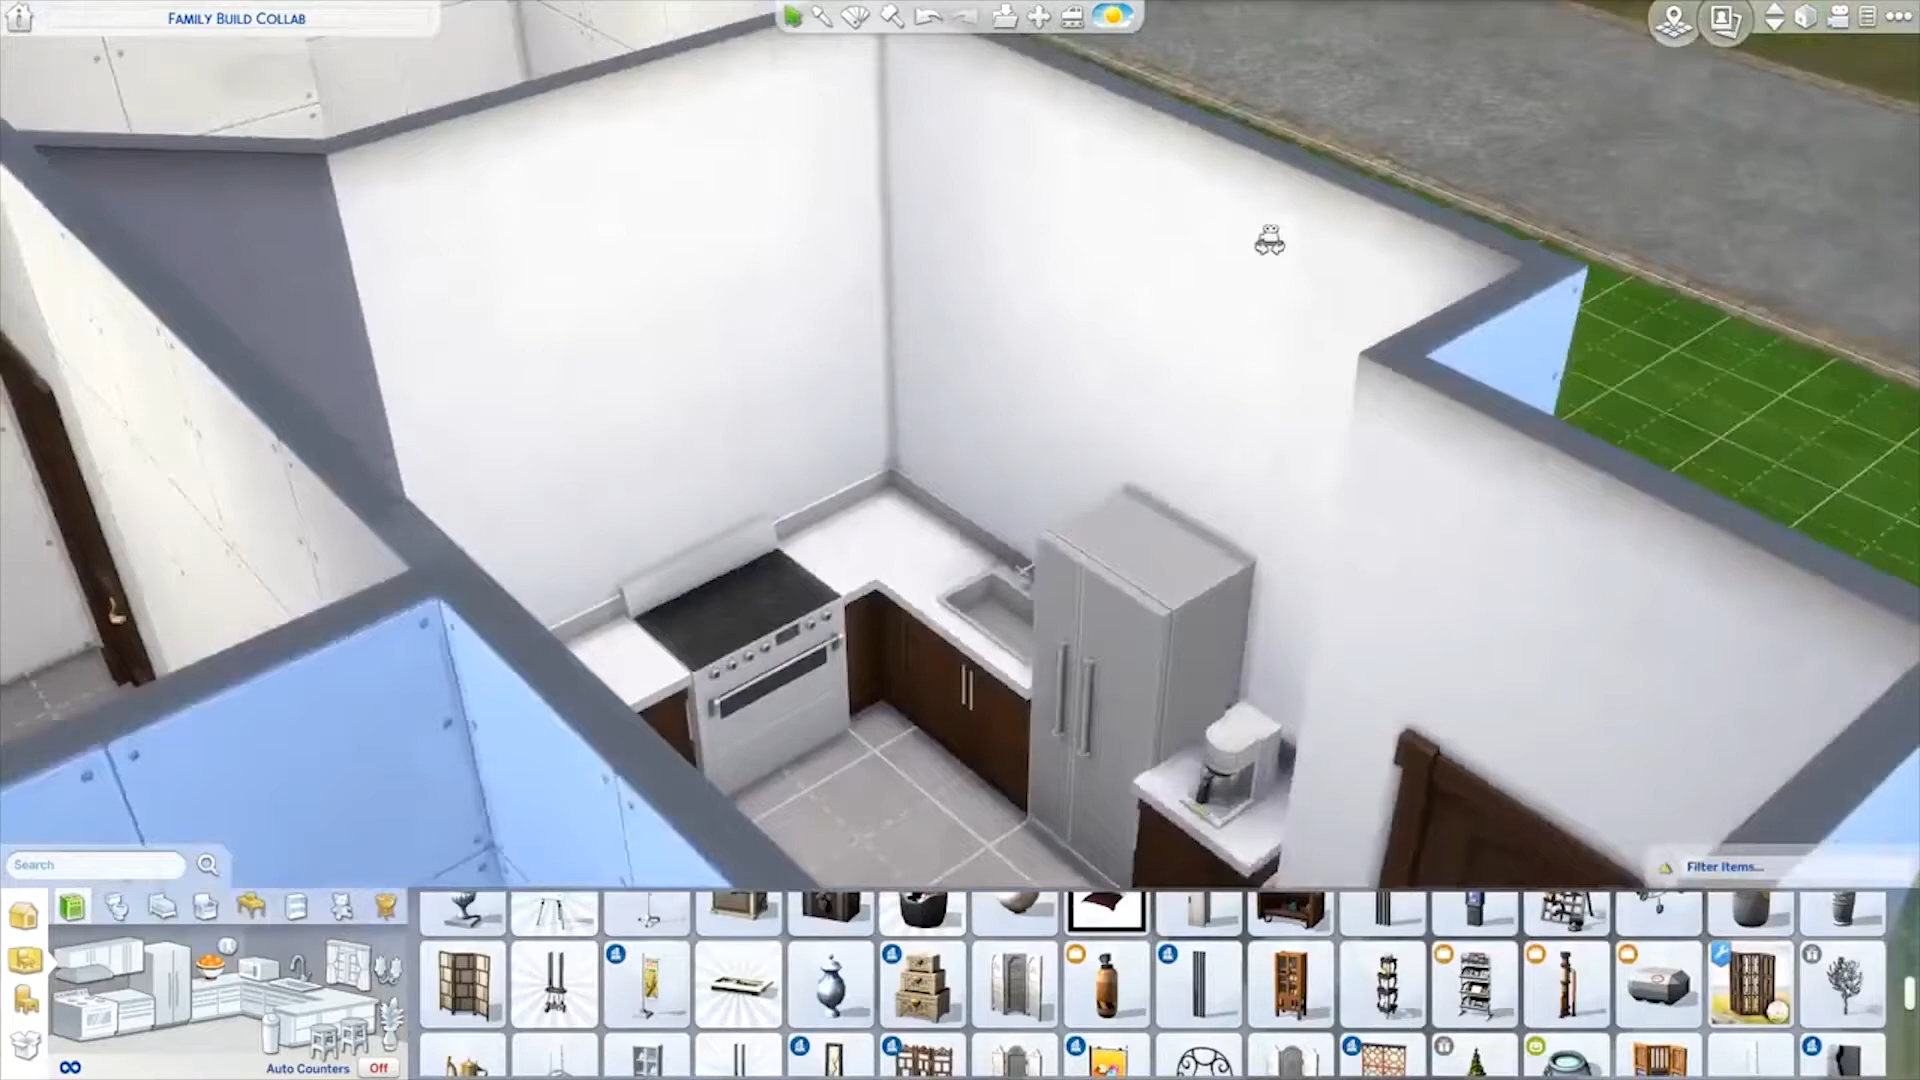 FAMILY BUILD COLLAB
Search
Filter Items...
Auto Counters
Off